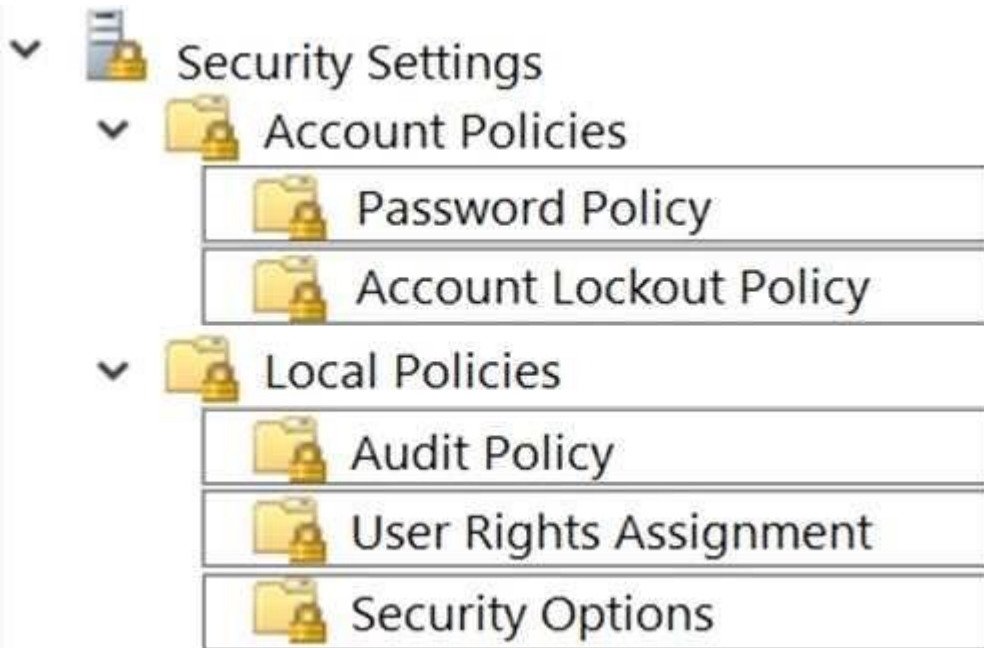 Security Settings
Account Policies
Password Policy
Account Lockout Policy
Local Policies
Audit Policy
User Rights Assignment
Security Options